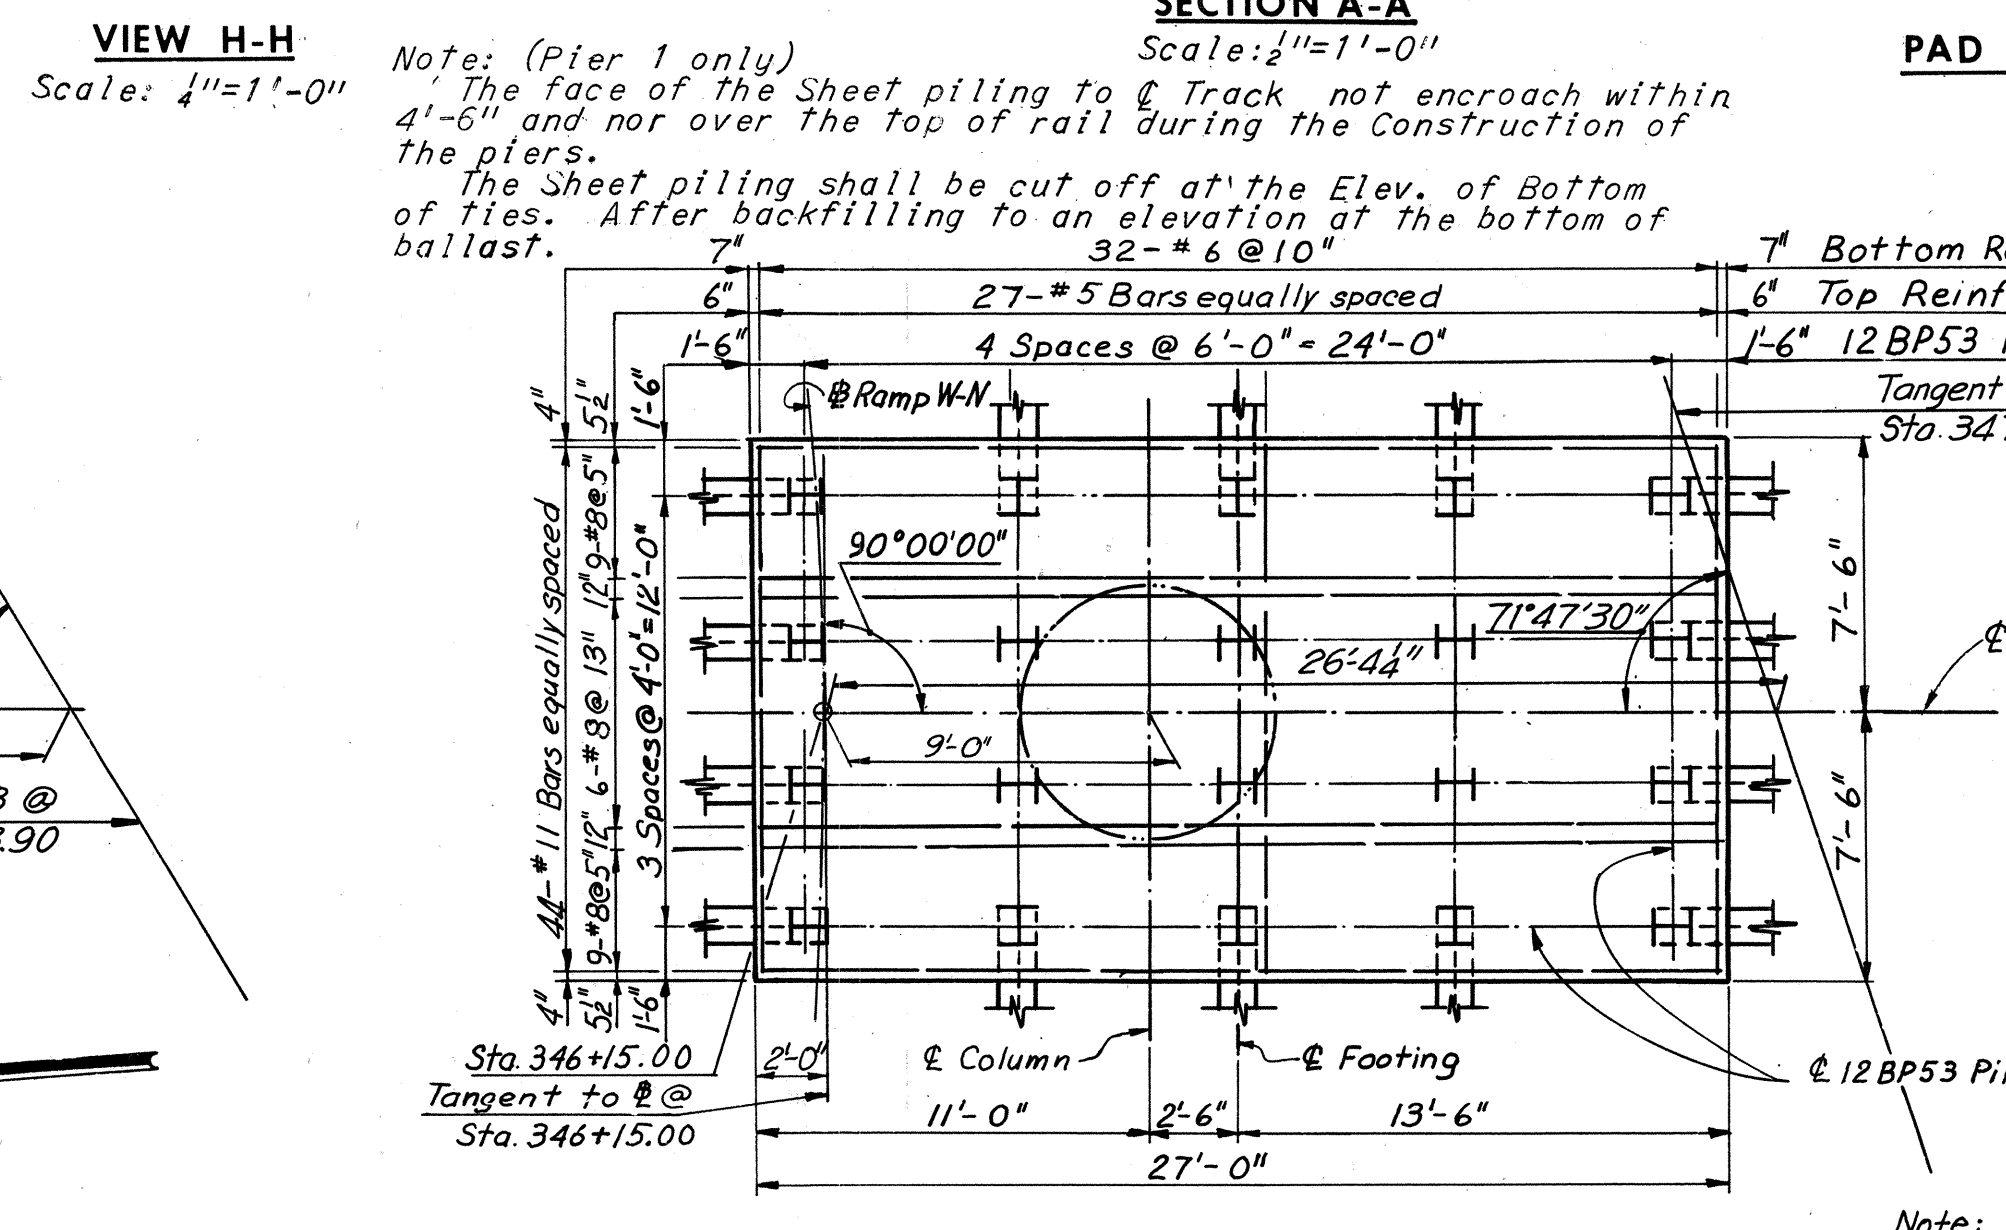 SECTION A-A
Scale: 1/2"=1'-0"
VIEW H-H
Scale: 1/4"=1'-0"
PAD
Note: (Pier 1 only)
The face of the Sheet piling to ℄ Track not encroach within
4'-6" and nor over the top of rail during the Construction of
the piers.
The Sheet piling shall be cut off at the Elev. of Bottom
of ties. After backfilling to an elevation at the bottom of
ballast.
7"
32-#6@10"
7" Bottom
6"
27-#5 Bars equally spaced
6" Top
1'-6"
4 Spaces @ 6'-0" = 24'-0"
1'-6" 12BP53
Tangent
Ramp W-N
4"
5 1/2"
1'-6"
44-#11 Bars equally spaced
9-#8@5"
12"
6-#8@13"
12"
9-#8@5"
3 Spaces@4'-0"=12'-0"
4"
5 1/2"
1'-6"
90°00'00"
71°47'30"
26'-4 1/4"
9'-0"
7'-6"
7'-6"
℄
@
.90
Sta. 346+15.00
Tangent to ℄ @
Sta. 346+15.00
2'-0"
℄ Column
℄ Footing
℄ 12BP53
11'-0"
2'-6"
13'-6"
27'-0"
Note: